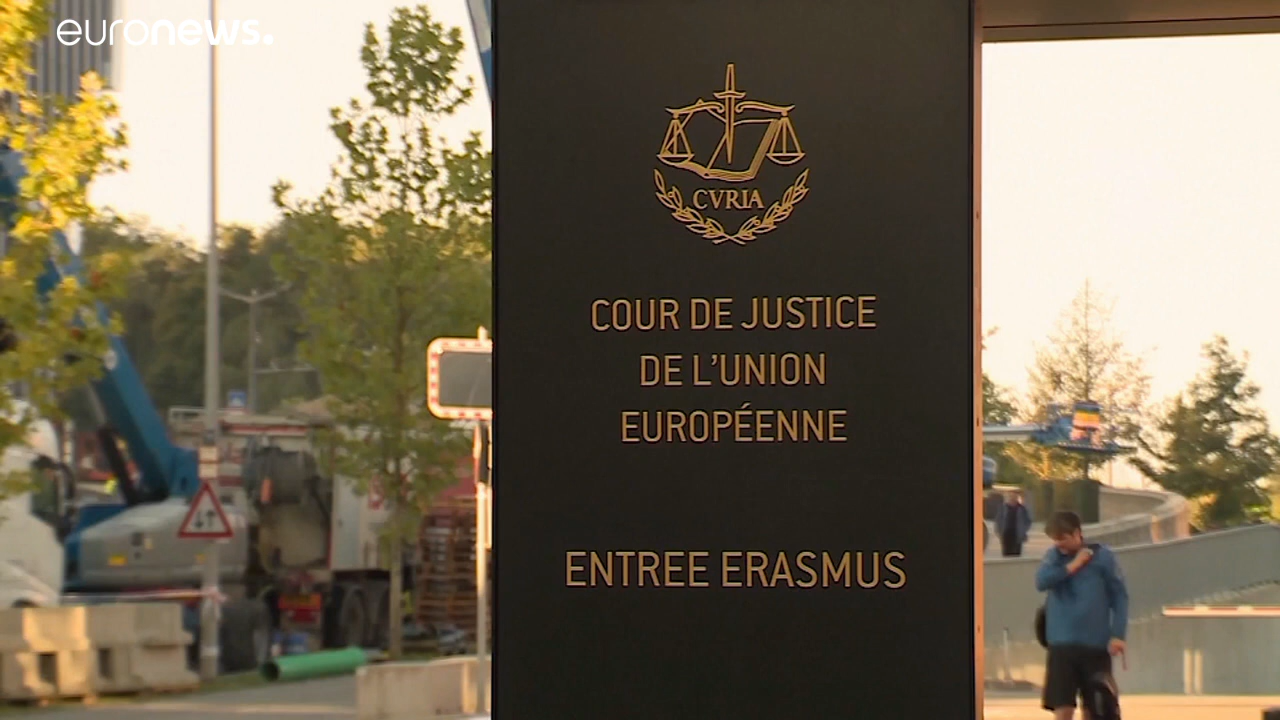 euronews.
CVRIA
COUR DE JUSTICE
DE L'UNION
EUROPÉENNE
ENTREE ERASMUS